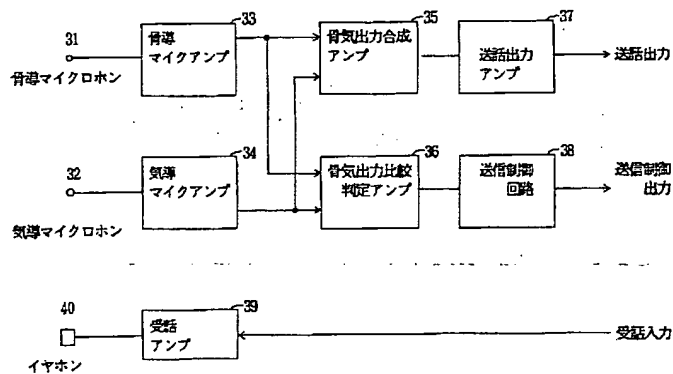 31
骨導マイクロホン
33
骨導
マイクアンプ
35
骨気出力合成
アンプ
37
送話出力
アンプ
送話出力
32
気導マイクロホン
34
気導
マイクアンプ
36
骨気出力比較
判定アンプ
38
送信制御
回路
送信制御
出力
40
イヤホン
39
受話
アンプ
受話入力